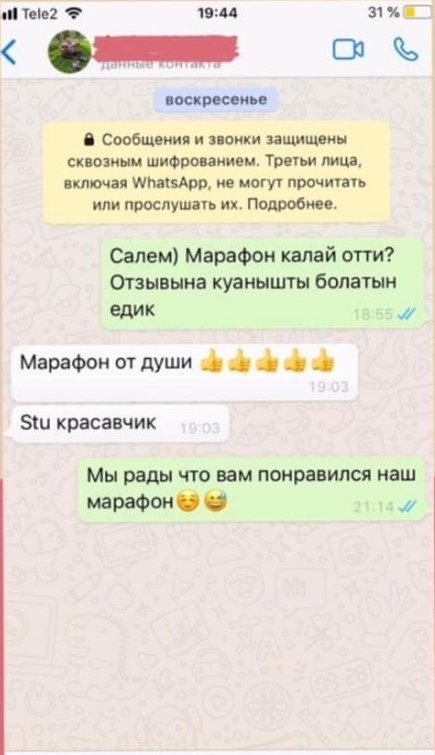 Tele2 19:44 31 %
данные контакта
воскресенье
🔒 Сообщения и звонки защищены
сквозным шифрованием. Третьи лица,
включая WhatsApp, не могут прочитать
или прослушать их. Подробнее.
Салем) Марафон калай отти?
Отзывына куанышты болатын
едик
18:55
Марафон от души 👍👍👍👍👍
19:03
Stu красавчик 19:03
Мы рады что вам понравился наш
марафон☺️😅
21:14